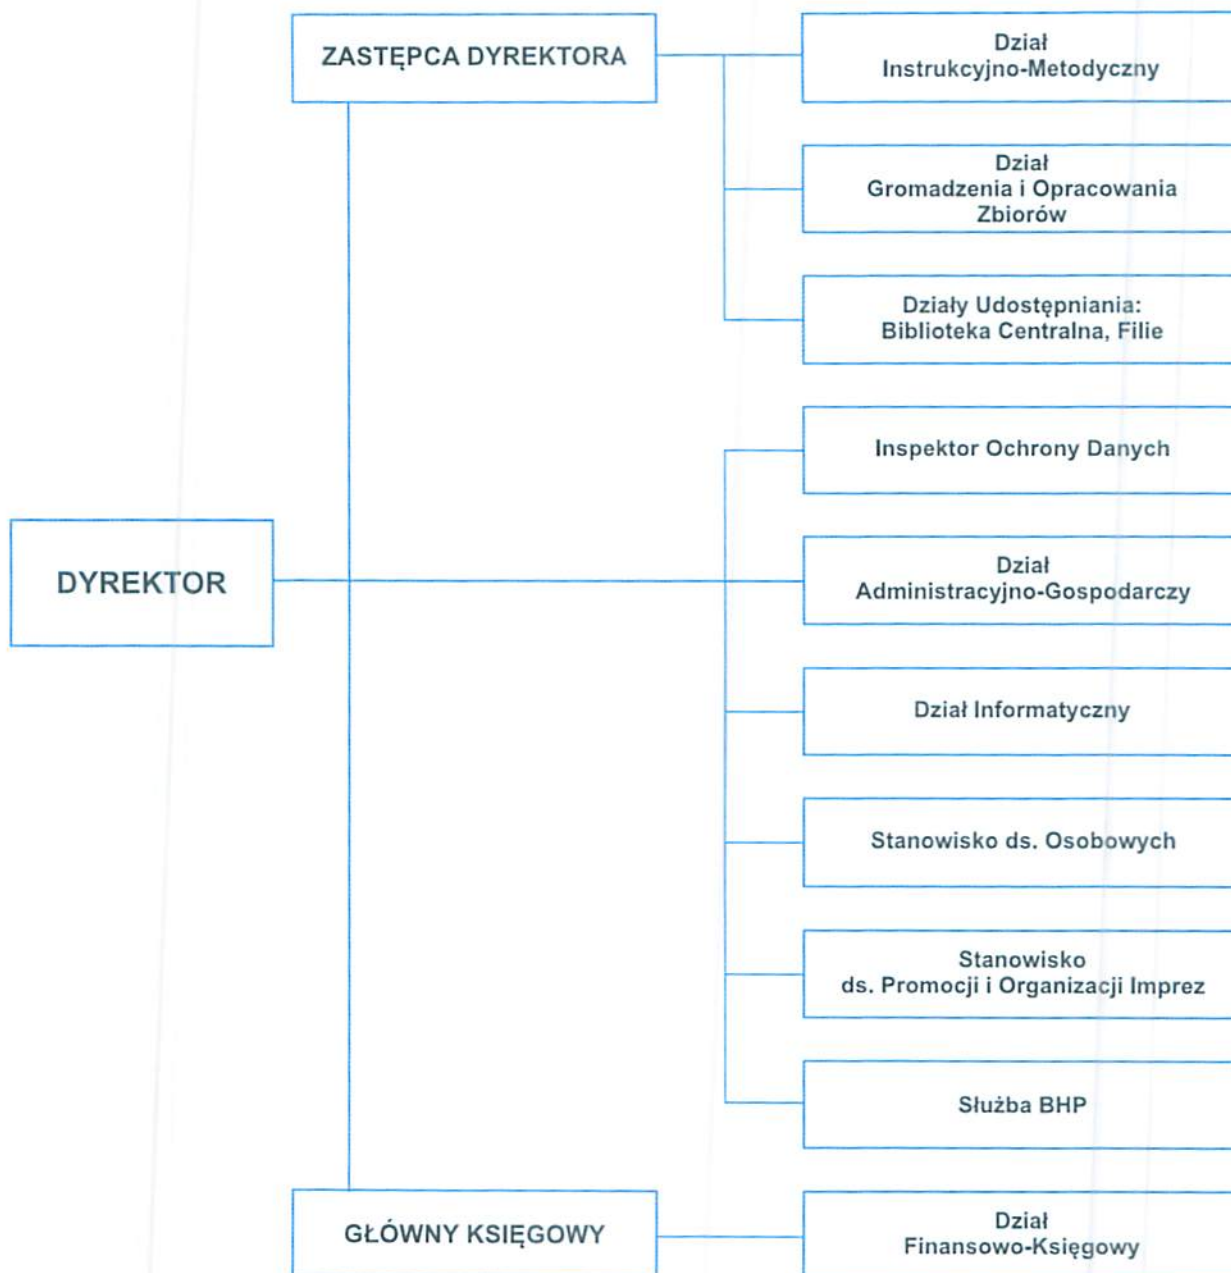 ZASTĘPCA DYREKTORA
Dział
Instrukcyjno-Metodyczny
Dział
Gromadzenia i Opracowania
Zbiorów
Działy Udostępniania:
Biblioteka Centralna, Filie
Inspektor Ochrony Danych
DYREKTOR
Dział
Administracyjno-Gospodarczy
Dział Informatyczny
Stanowisko ds. Osobowych
Stanowisko
ds. Promocji i Organizacji Imprez
Służba BHP
GŁÓWNY KSIĘGOWY
Dział
Finansowo-Księgowy